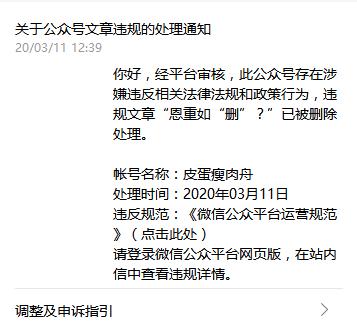 关于公众号文章违规的处理通知
20/03/11 12:39
你好，经平台审核，此公众号存在涉
嫌违反相关法律法规和政策行为，违
规文章“恩重如“删”？”已被删除
处理。
帐号名称：皮蛋瘦肉舟
处理时间：2020年03月11日
违反规范：《微信公众平台运营规范
》（点击此处）
请登录微信公众平台网页版，在站内
信中查看违规详情。
调整及申诉指引